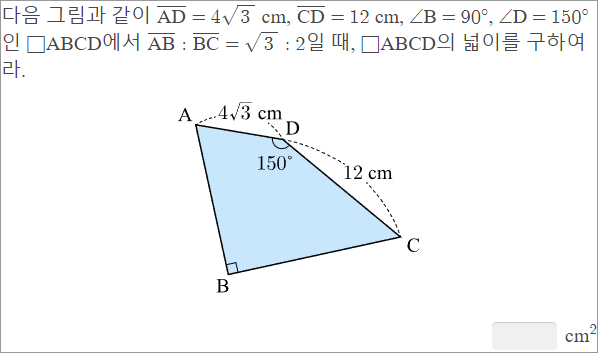 다음 그림과 같이 AD = 4√3 cm, CD = 12 cm, ∠B = 90°, ∠D = 150°
인 □ABCD에서 AB : BC = √3 : 2일 때, □ABCD의 넓이를 구하여
라.
A
4√3 cm
D
150°
12 cm
C
B
cm²